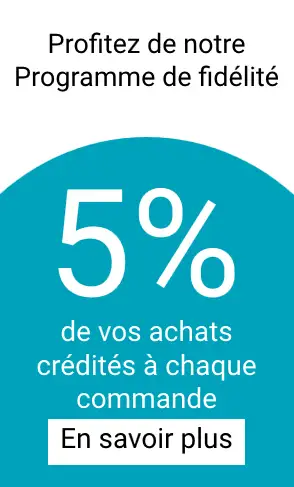 Profitez de notre
Programme de fidélité
5%
de vos achats
crédités à chaque
commande
En savoir plus